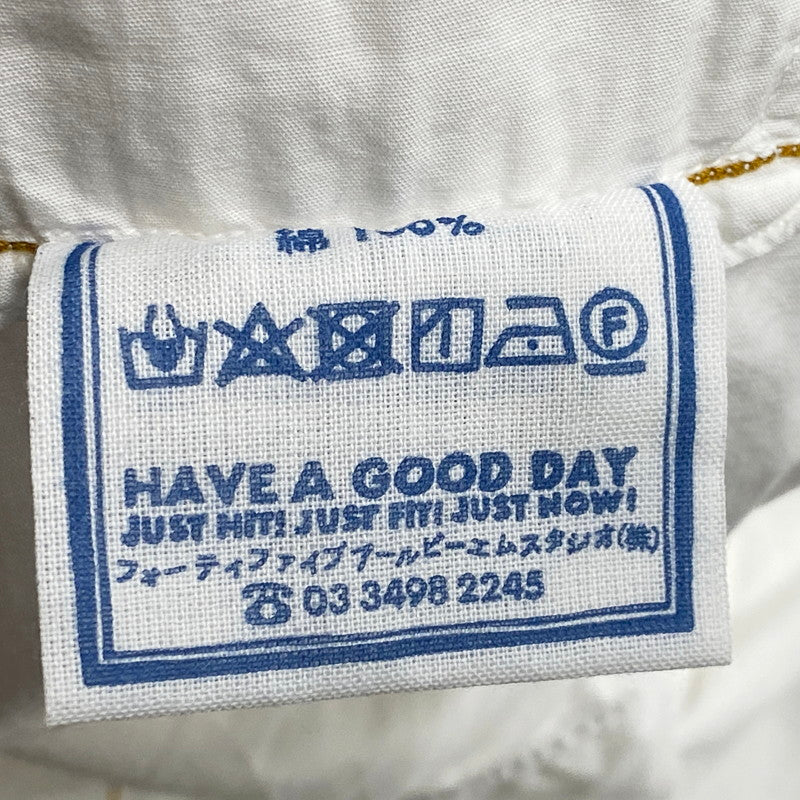 綿 100%
F
HAVE A GOOD DAY
JUST HIT! JUST FIT! JUST NOW!
フォーティファイブアールピーエムスタジオ(株)
☎ 03 3498 2245